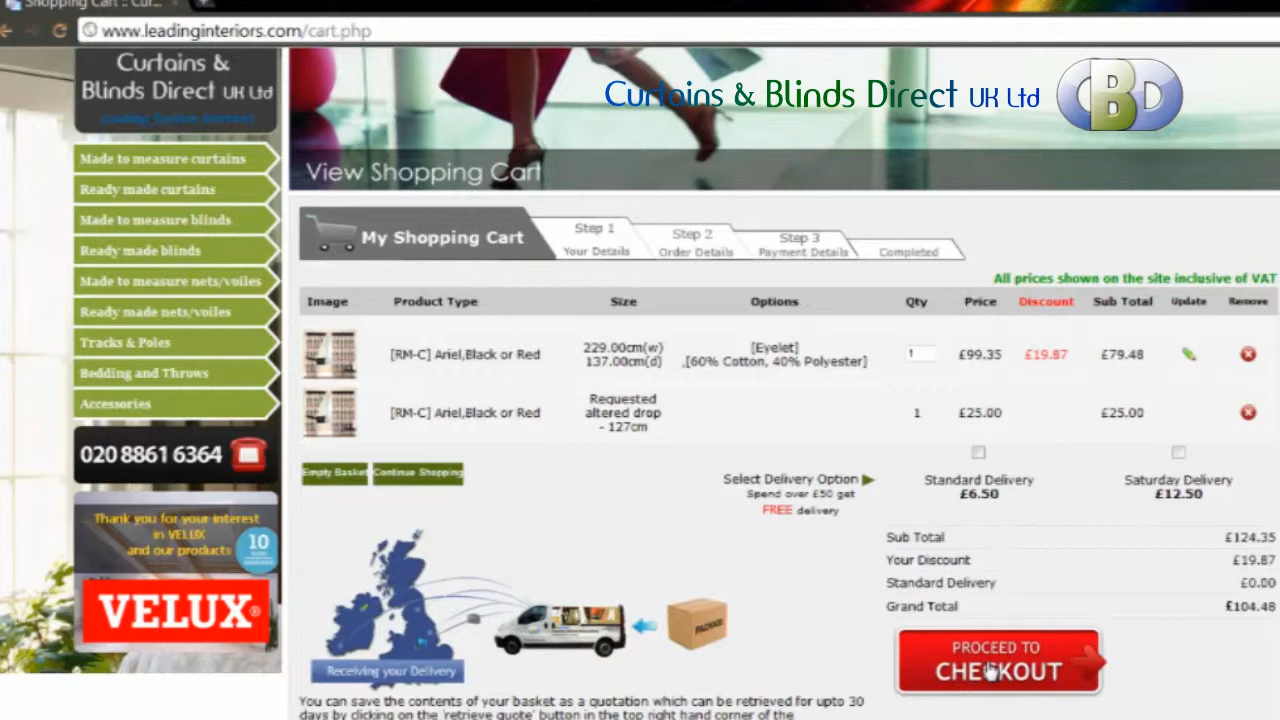 Shopping Cart :: Cur...
www.leadinginteriors.com/cart.php
Curtains &
Blinds Direct UK Ltd
Curtains & Blinds Direct UK Ltd
CBD
View Shopping Cart
Made to measure curtains
Ready made curtains
Made to measure blinds
Ready made blinds
Made to measure nets/voiles
Ready made nets/voiles
Tracks & Poles
Bedding and Throws
Accessories
020 8861 6364
Thank you for your interest
in VELUX
and our products
10
VELUX®
My Shopping Cart
Step 1
Your Details
Step 2
Order Details
Step 3
Payment Details
Completed
All prices shown on the site inclusive of VAT
Image Product Type Size Options Qty Price Discount Sub Total Update Remove
[RM-C] Ariel,Black or Red 229.00cm(w) 137.00cm(d) [Eyelet] ,[60% Cotton, 40% Polyester] 1 £99.35 £19.87 £79.48
[RM-C] Ariel,Black or Red Requested altered drop - 127cm 1 £25.00 £25.00
Empty Basket Continue Shopping
Select Delivery Option
Spend over £50 get
FREE delivery
Standard Delivery
£6.50
Saturday Delivery
£12.50
Sub Total £124.35
Your Discount £19.87
Standard Delivery £0.00
Grand Total £104.48
PACKAGE
Receiving your Delivery
PROCEED TO
CHECKOUT
You can save the contents of your basket as a quotation which can be retrieved for upto 30
days by clicking on the 'retrieve quote' button in the top right hand corner of the